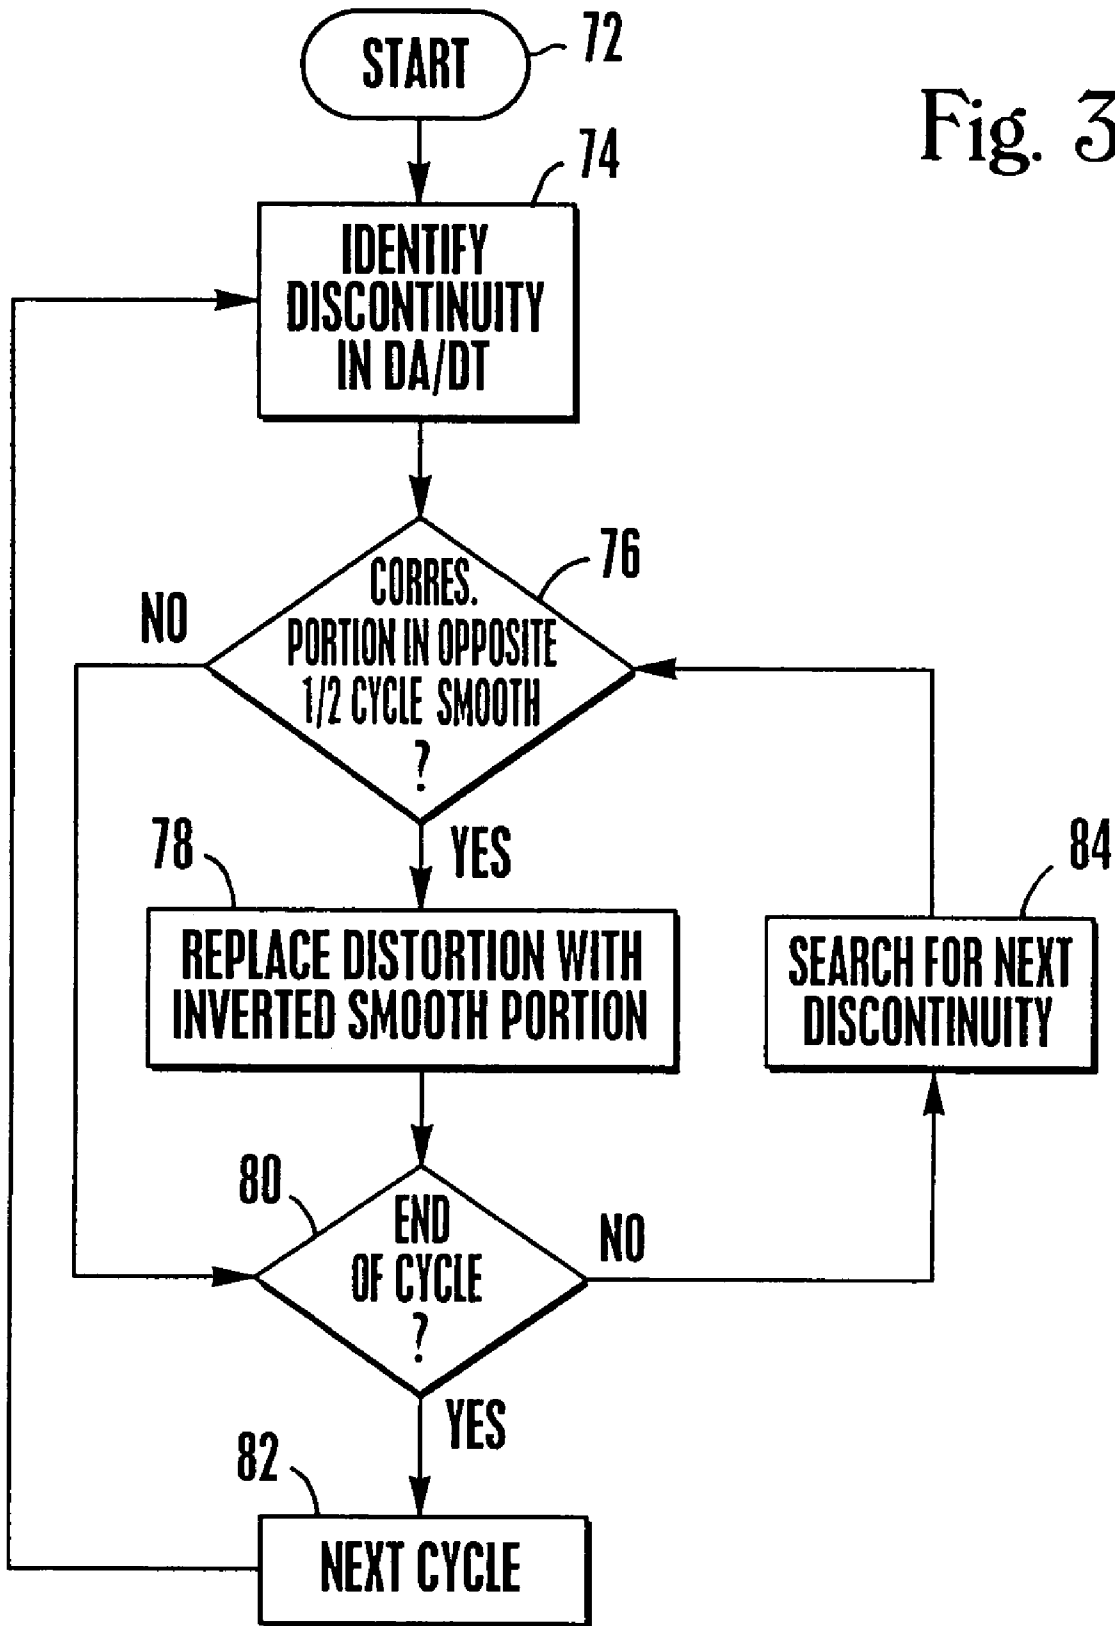 START
72
Fig. 3
74
IDENTIFY
DISCONTINUITY
IN DA/DT
76
CORRES.
PORTION IN OPPOSITE
1/2 CYCLE SMOOTH
?
NO
YES
78
REPLACE DISTORTION WITH
INVERTED SMOOTH PORTION
84
SEARCH FOR NEXT
DISCONTINUITY
80
END
OF CYCLE
?
NO
YES
82
NEXT CYCLE